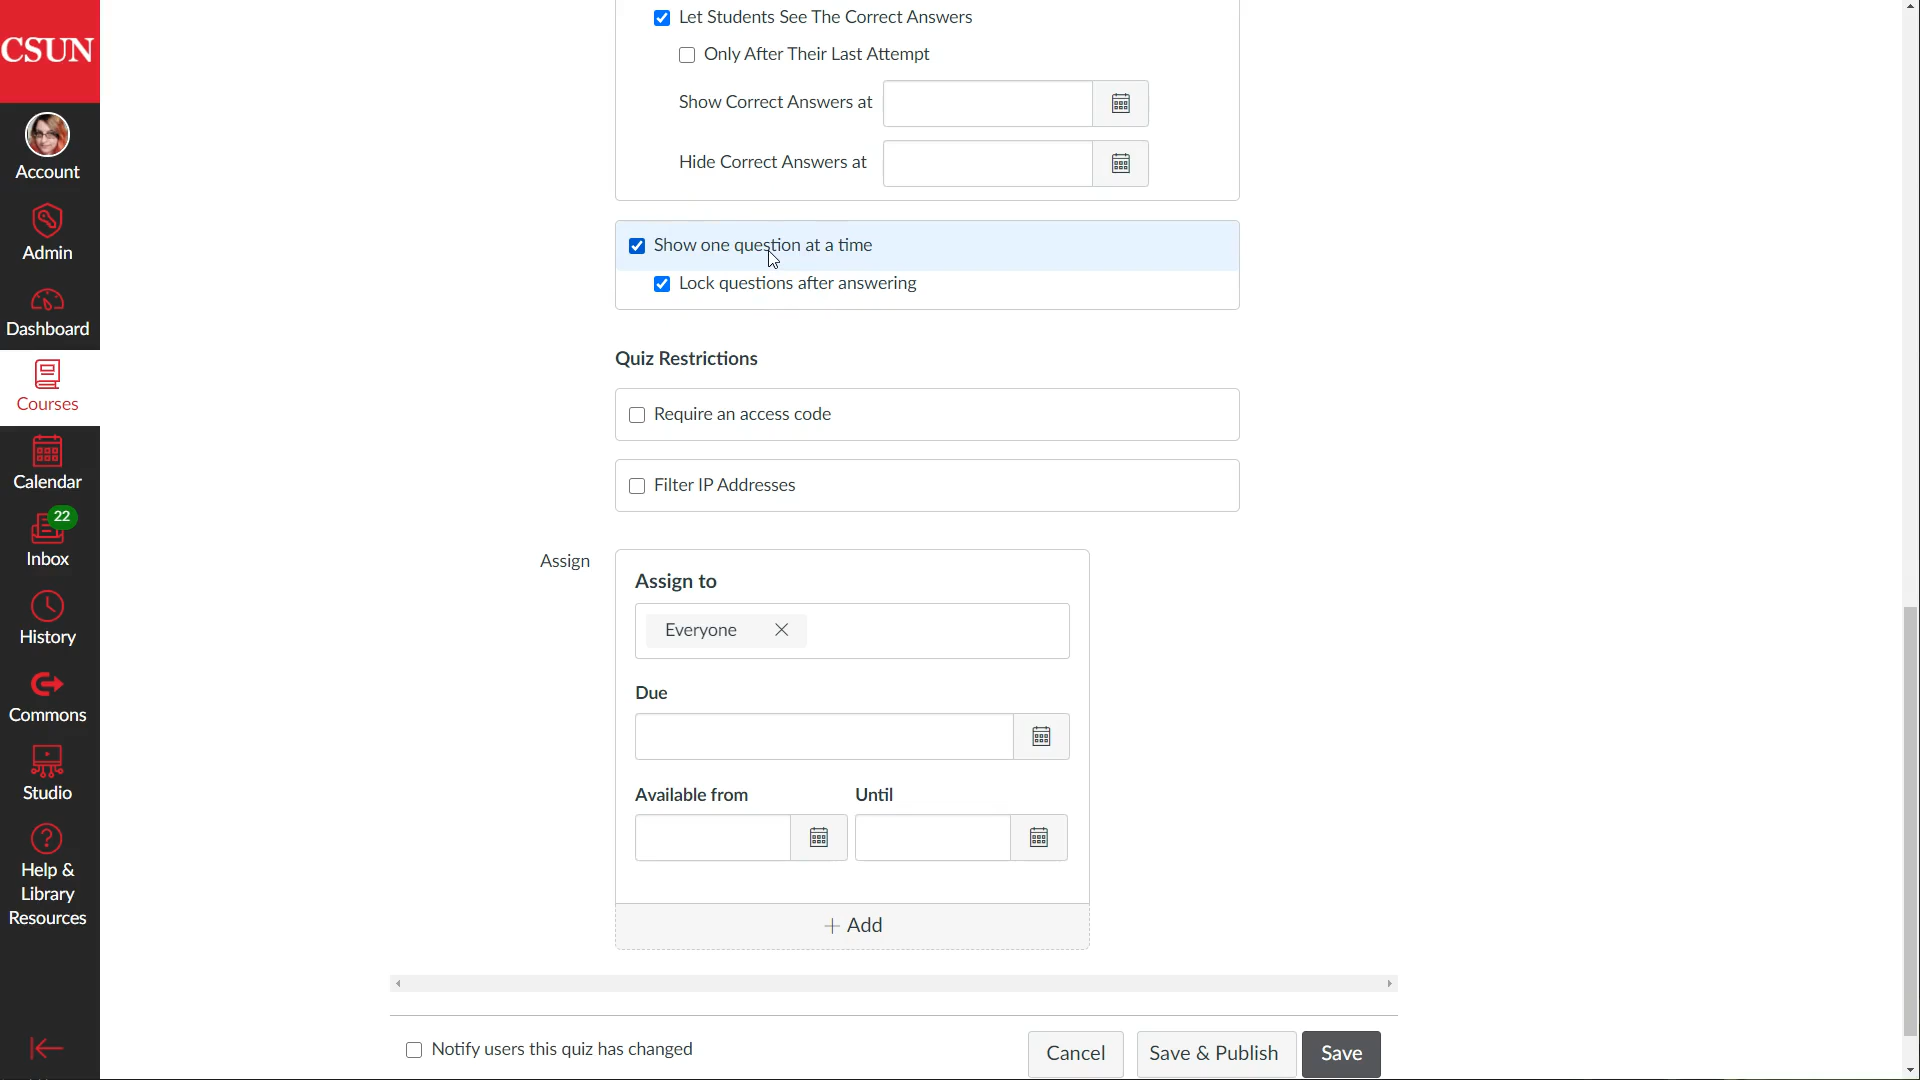 CSUN
Account
Admin
Dashboard
Courses
Calendar
22
Inbox
History
Commons
Studio
Help &
Library
Resources
Let Students See The Correct Answers
Only After Their Last Attempt
Show Correct Answers at
Hide Correct Answers at
Show one question at a time
Lock questions after answering
Quiz Restrictions
Require an access code
Filter IP Addresses
Assign
Assign to
Everyone
Due
Available from Until
+ Add
Notify users this quiz has changed
Cancel Save & Publish Save